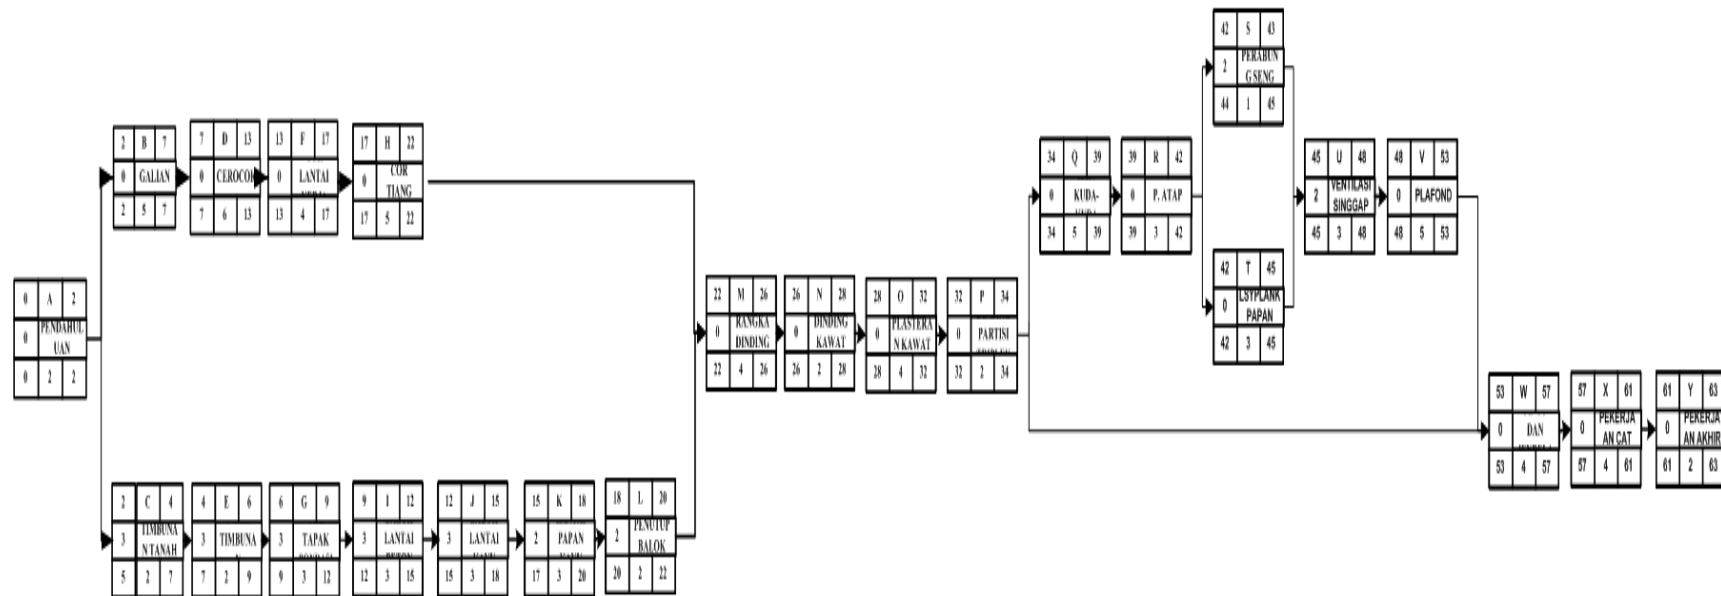 42 S 43
2 PERABUN
G SENG
44 1 45
2 B 7
0 GALIAN
2 5 7
7 D 13
0 CEROCOK
7 6 13
13 F 17
0 LANTAI
13 4 17
17 H 22
0 COR
TIANG
17 5 22
34 Q 39
0 KUDA-
34 5 39
39 R 42
0 P. ATAP
39 3 42
45 U 48
2 VENTILASI
SINGGAP
45 3 48
48 V 53
0 PLAFOND
48 5 53
42 T 45
0 LSYPLANK
PAPAN
42 3 45
0 A 2
0 PENDAHUL
UAN
0 2 2
22 M 26
0 RANGKA
DINDING
22 4 26
26 N 28
0 DINDING
KAWAT
26 2 28
28 O 32
0 PLASTERA
N KAWAT
28 4 32
32 P 34
0 PARTISI
32 2 34
53 W 57
0 DAN
53 4 57
57 X 61
0 PEKERJA
AN CAT
57 4 61
61 Y 63
0 PEKERJA
AN AKHIR
61 2 63
2 C 4
3 TIMBUNA
N TANAH
5 2 7
4 E 6
3 TIMBUNA
7 2 9
6 G 9
3 TAPAK
9 3 12
9 I 12
3 LANTAI
12 3 15
12 J 15
3 LANTAI
15 3 18
15 K 18
2 PAPAN
17 3 20
18 L 20
2 PENUTUP
BALOK
20 2 22